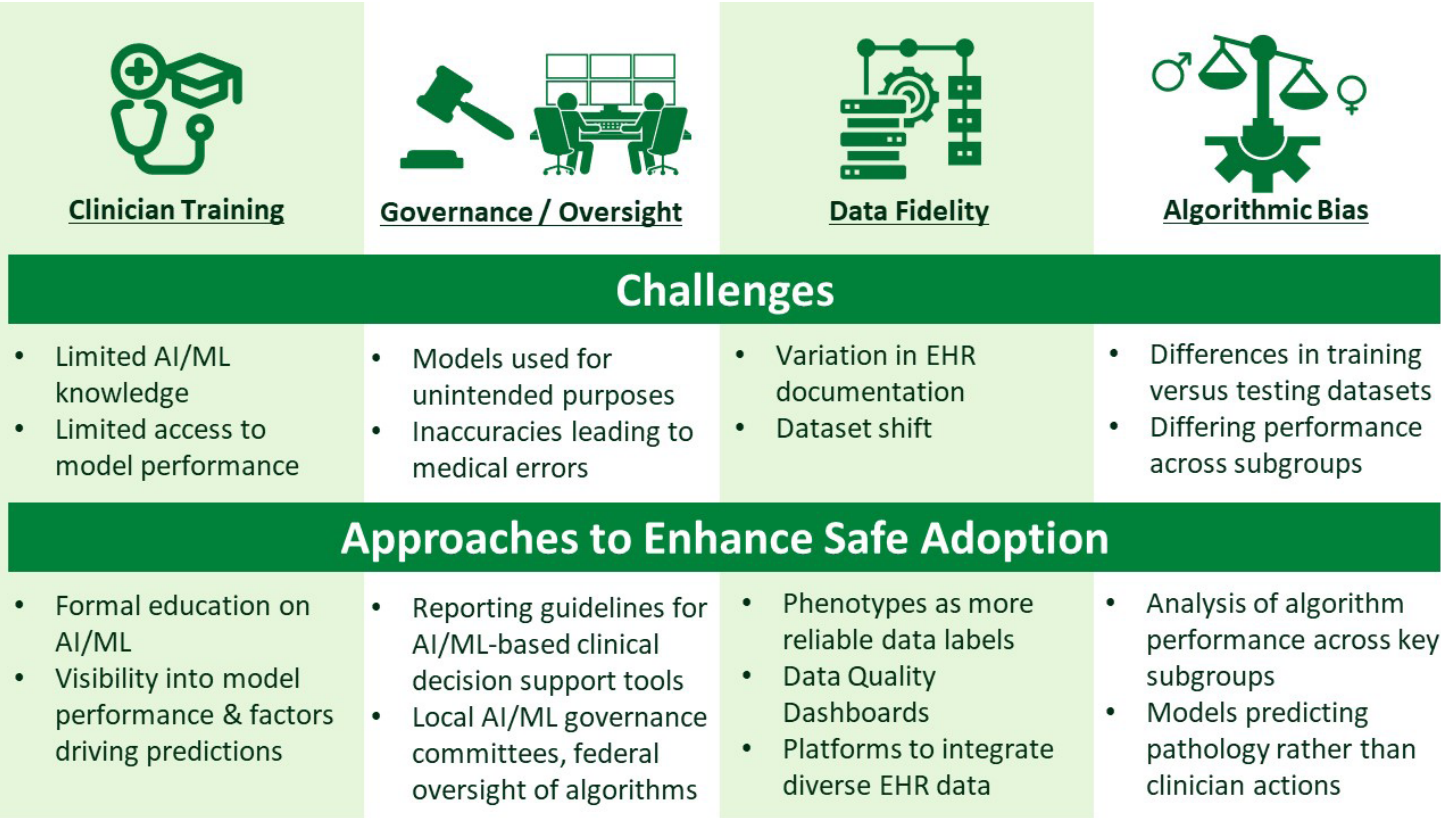 Clinician Training
Governance / Oversight
Data Fidelity
Algorithmic Bias
Challenges
• Limited AI/ML
knowledge
• Limited access to
model performance
• Models used for
unintended purposes
• Inaccuracies leading to
medical errors
• Variation in EHR
documentation
• Dataset shift
• Differences in training
versus testing datasets
• Differing performance
across subgroups
Approaches to Enhance Safe Adoption
• Formal education on
AI/ML
• Visibility into model
performance & factors
driving predictions
• Reporting guidelines for
AI/ML-based clinical
decision support tools
• Local AI/ML governance
committees, federal
oversight of algorithms
• Phenotypes as more
reliable data labels
• Data Quality
Dashboards
• Platforms to integrate
diverse EHR data
• Analysis of algorithm
performance across key
subgroups
• Models predicting
pathology rather than
clinician actions